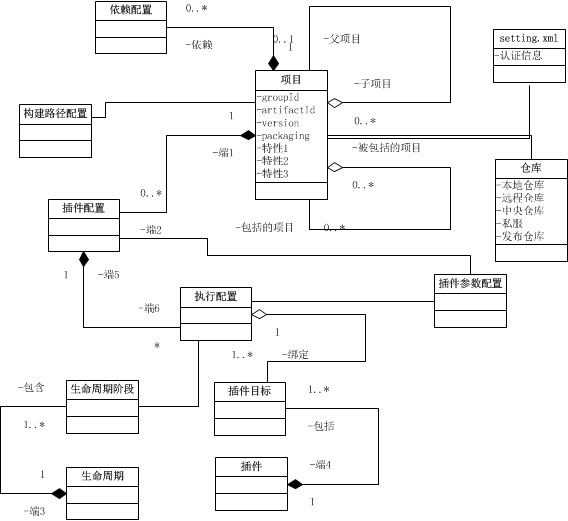 依赖配置
0..*
-依赖
0..1
1
-父项目
setting.xml
-认证信息
项目
-groupId
-artifactId
-version
-packaging
-特性1
-特性2
-特性3
-子项目
0..*
构建路径配置
1
-端1
-被包括的项目
0..*
仓库
-本地仓库
-远程仓库
-中央仓库
-私服
-发布仓库
0..*
插件配置
-端2
-包括的项目
0..*
1
-端5
插件参数配置
执行配置
-端6
*
1
1..*
-绑定
-包含
生命周期阶段
1..*
插件目标
1..*
-包括
1
生命周期
-端3
插件
-端4
1